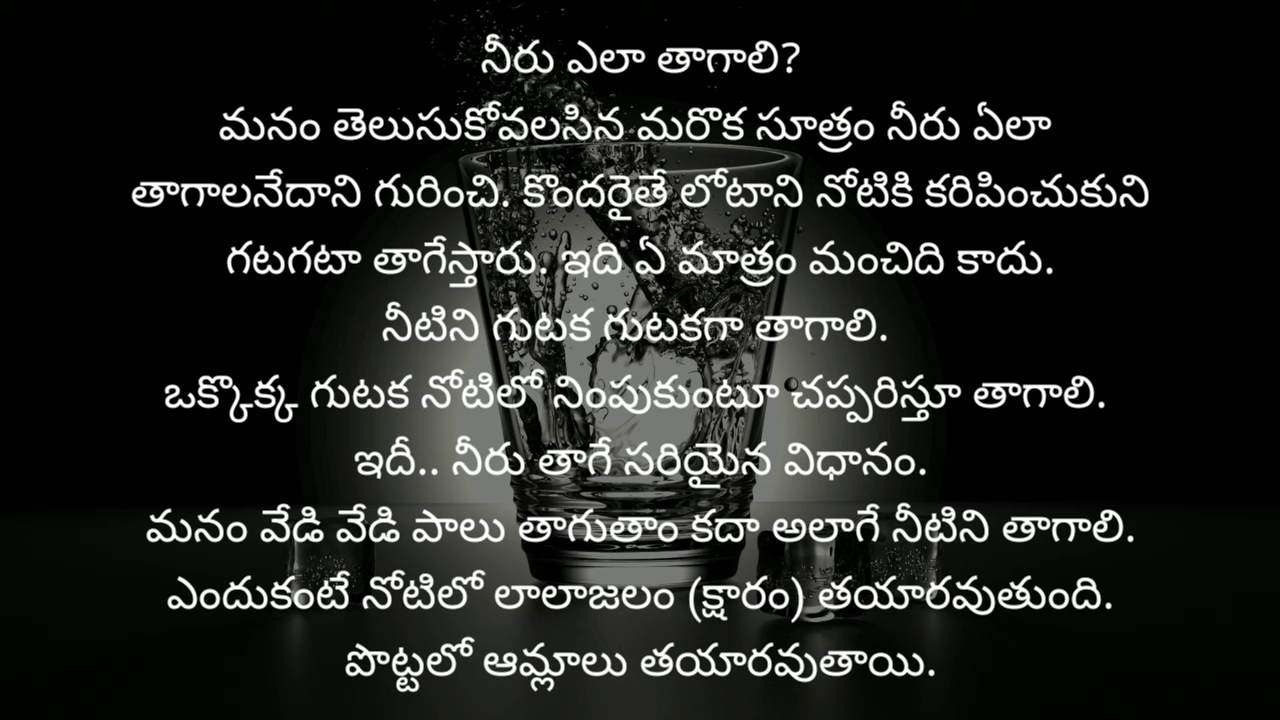 నీరు ఎలా తాగాలి?
మనం తెలుసుకోవలసిన మరొక సూత్రం నీరు ఏలా
తాగాలనేదాని గురించి. కొందరైతే లోటాని నోటికి కరిపించుకుని
గటగటా తాగేస్తారు. ఇది ఏ మాత్రం మంచిది కాదు.
నీటిని గుటక గుటకగా తాగాలి.
ఒక్కొక్క గుటక నోటిలో నింపుకుంటూ చప్పరిస్తూ తాగాలి.
ఇదీ.. నీరు తాగే సరియైన విధానం.
మనం వేడి వేడి పాలు తాగుతాం కదా అలాగే నీటిని తాగాలి.
ఎందుకంటే నోటిలో లాలాజలం (క్షారం) తయారవుతుంది.
పొట్టలో ఆమ్లాలు తయారవుతాయి.